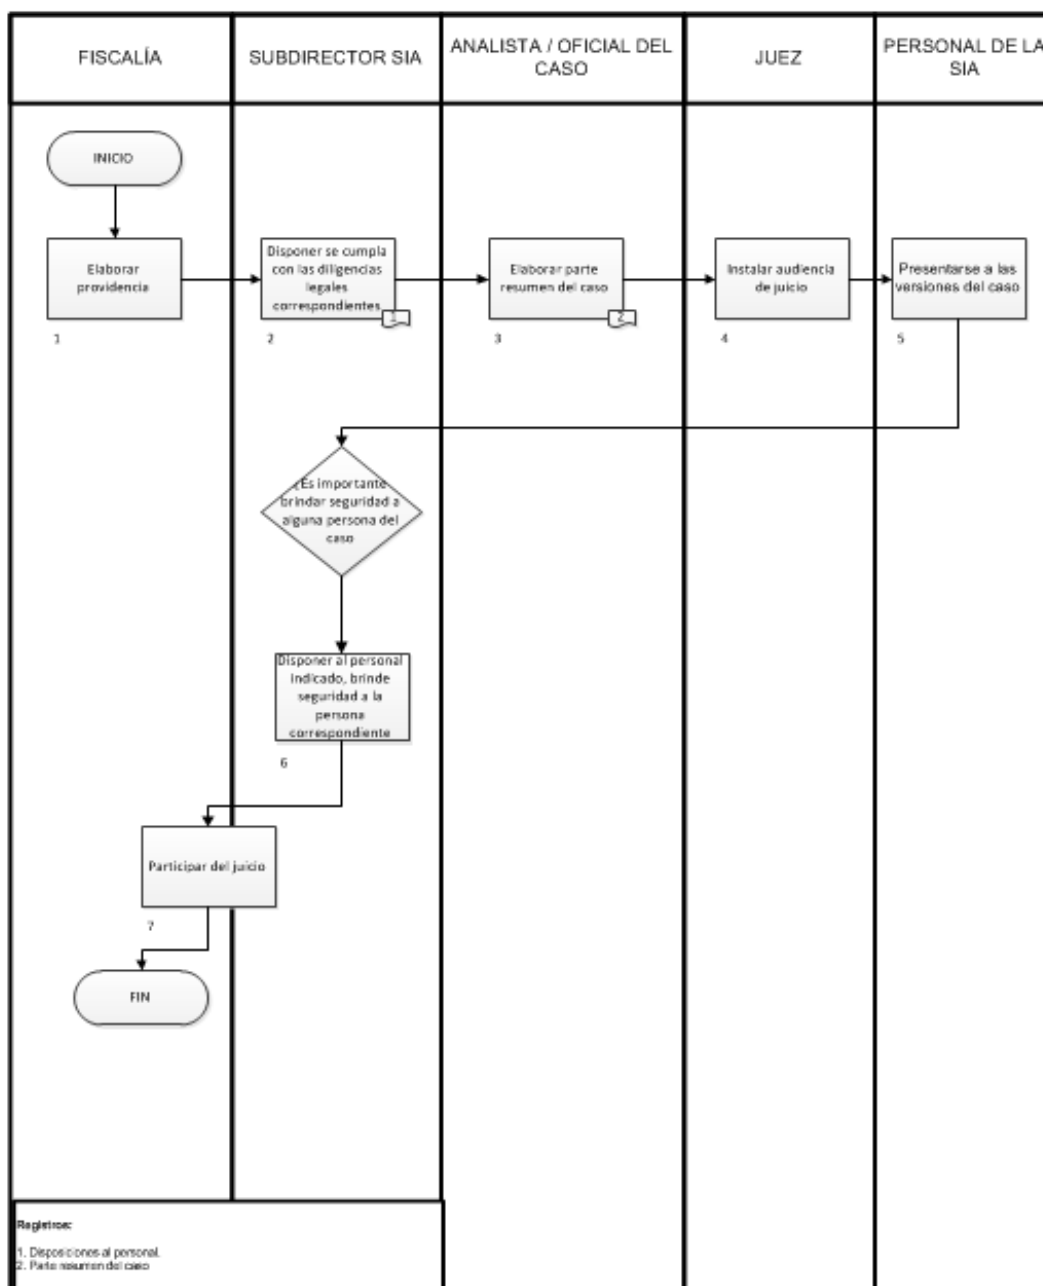 FISCALÍA
SUBDIRECTOR SIA
ANALISTA / OFICIAL DEL
CASO
JUEZ
PERSONAL DE LA
SIA
INICIO
Elaborar
providencia
1
Disponer se cumpla
con las diligencias
legales
correspondientes
1
2
Elaborar parte
resumen del caso
2
3
Instalar audiencia
de juicio
4
Presentarse a las
versiones del caso
5
¿Es importante
brindar seguridad a
alguna persona del
caso
Disponer al personal
indicado, brinde
seguridad a la
persona
correspondiente
6
Participar del juicio
7
FIN
Registros:
1. Disposiciones al personal.
2. Parte resumen del caso